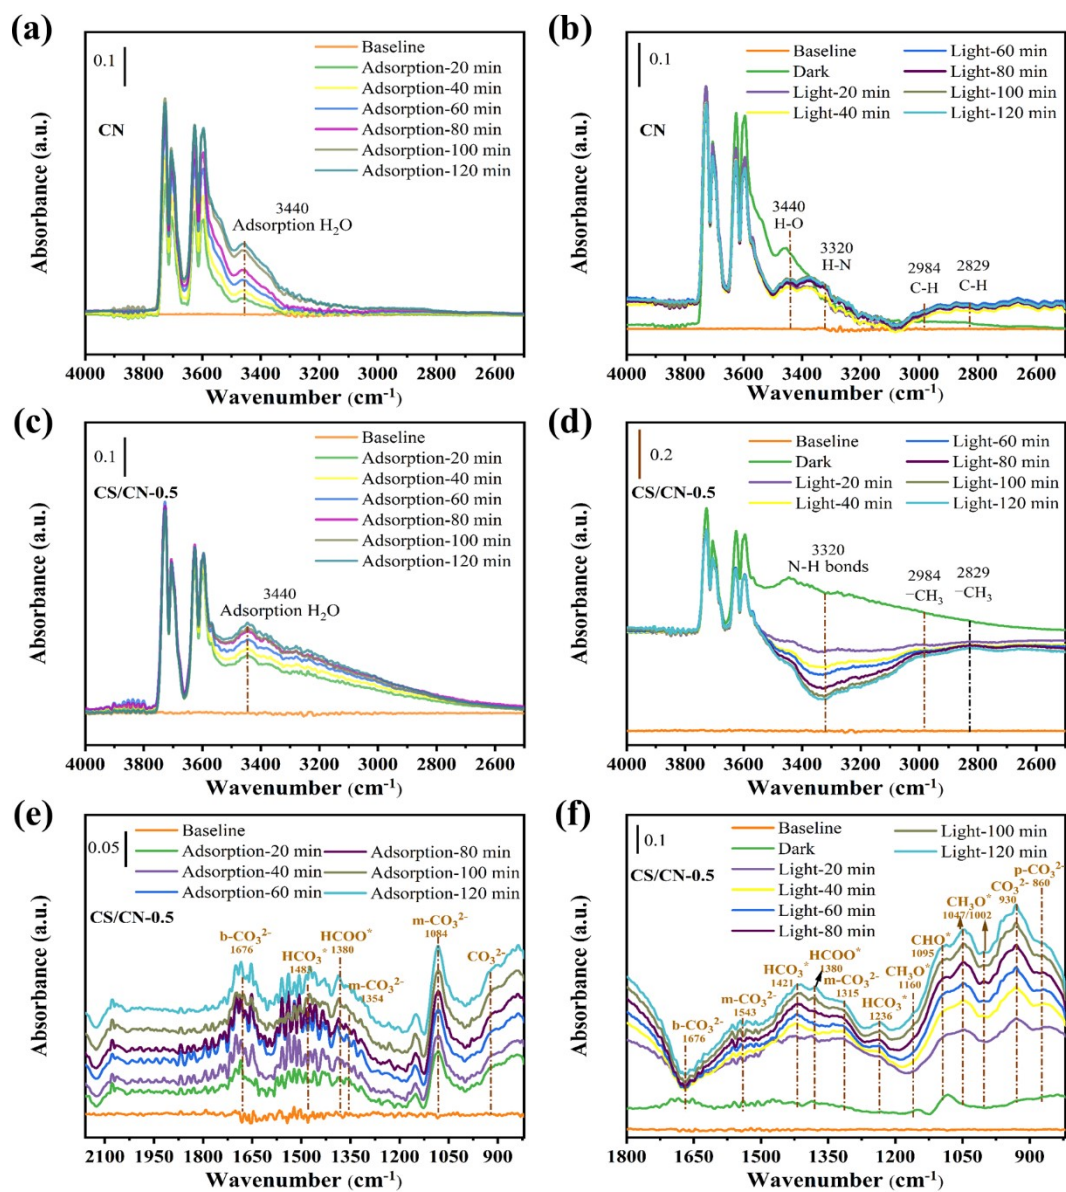 (a)
0.1
CN
Baseline
Adsorption-20 min
Adsorption-40 min
Adsorption-60 min
Adsorption-80 min
Adsorption-100 min
Adsorption-120 min
3440
Adsorption H₂O
Absorbance (a.u.)
4000 3700 3400 3100 2800 2600
Wavenumber (cm⁻¹)
(b)
0.1
CN
Baseline
Dark
Light-20 min
Light-40 min
Light-60 min
Light-80 min
Light-100 min
Light-120 min
3440
H-O
3320
H-N
2984
C-H
2829
C-H
Absorbance (a.u.)
4000 3800 3600 3400 3200 3000 2800 2600
Wavenumber (cm⁻¹)
(c)
0.1
CS/CN-0.5
Baseline
Adsorption-20 min
Adsorption-40 min
Adsorption-60 min
Adsorption-80 min
Adsorption-100 min
Adsorption-120 min
3440
Adsorption H₂O
Absorbance (a.u.)
4000 3800 3600 3400 3200 3000 2800 2600
Wavenumber (cm⁻¹)
(d)
0.2
CS/CN-0.5
Baseline
Dark
Light-20 min
Light-40 min
Light-60 min
Light-80 min
Light-100 min
Light-120 min
3320
N-H bonds
2984
−CH₃
2829
−CH₃
Absorbance (a.u.)
4000 3800 3600 3400 3200 3000 2800 2600
Wavenumber (cm⁻¹)
(e)
0.05
CS/CN-0.5
Baseline
Adsorption-20 min
Adsorption-40 min
Adsorption-60 min
Adsorption-80 min
Adsorption-100 min
Adsorption-120 min
b-CO₃²⁻
1676
HCO₃*
1483
HCOO*
1380
m-CO₃²⁻
1354
m-CO₃²⁻
1084
CO₃²⁻
Absorbance (a.u.)
2100 1950 1800 1650 1500 1350 1200 1050 900
Wavenumber (cm⁻¹)
(f)
0.1
CS/CN-0.5
Baseline
Dark
Light-20 min
Light-40 min
Light-60 min
Light-80 min
Light-100 min
Light-120 min
b-CO₃²⁻
1676
m-CO₃²⁻
1543
HCO₃*
1421
HCOO*
1380
m-CO₃²⁻
1315
HCO₃*
1236
CH₃O*
1160
CHO*
1095
CH₃O*
1047/1002
CO₃²⁻
930
p-CO₃²⁻
860
Absorbance (a.u.)
1800 1650 1500 1350 1200 1050 900
Wavenumber (cm⁻¹)